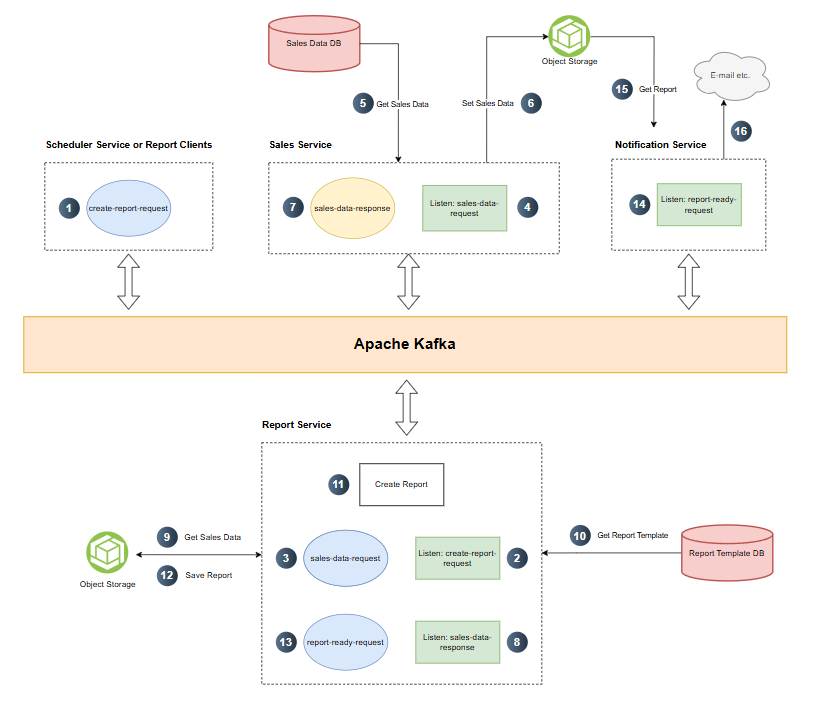 Sales Data DB
Object Storage
E-mail etc.
5 Get Sales Data
Set Sales Data 6
15 Get Report
16
Scheduler Service or Report Clients
Sales Service
Notification Service
1 create-report-request
7 sales-data-response
Listen: sales-data-
request
4
14
Listen: report-ready-
request
Apache Kafka
Report Service
11 Create Report
9 Get Sales Data
10 Get Report Template
3 sales-data-request
Listen: create-report-
request
2
Report Template DB
Object Storage
12 Save Report
13 report-ready-request
Listen: sales-data-
response
8